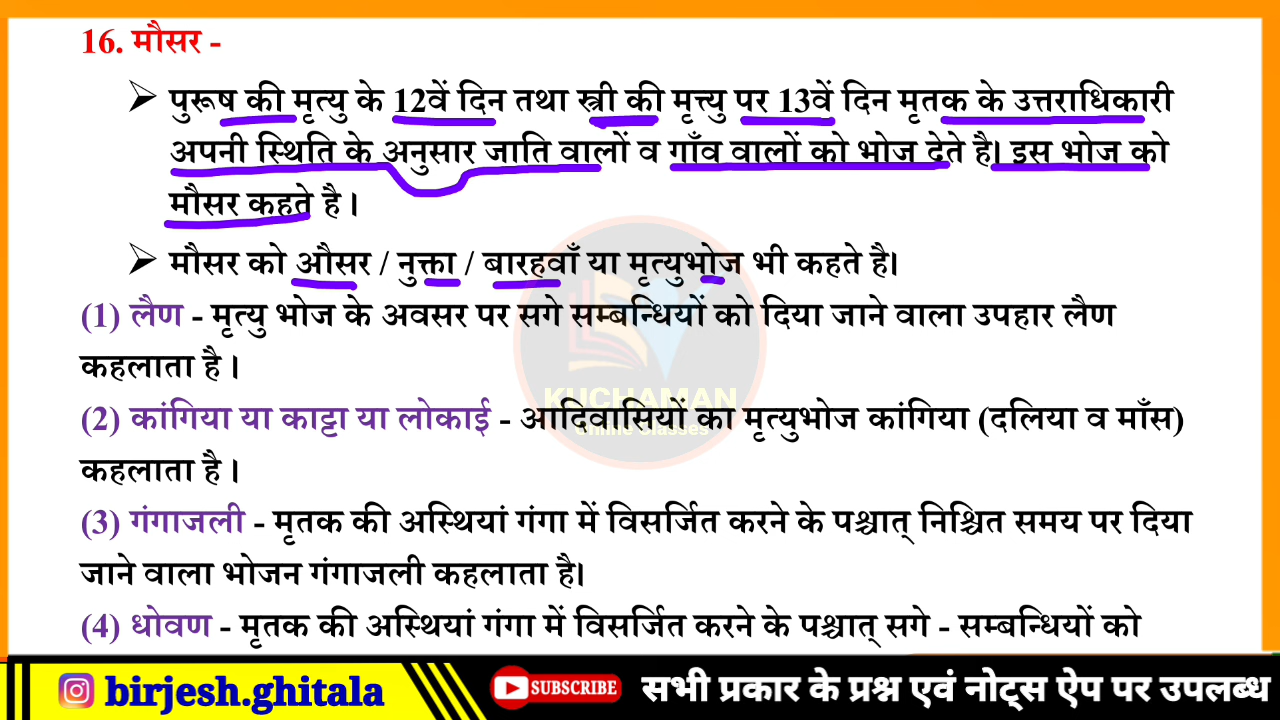 16. मौसर -
पुरूष की मृत्यु के 12वें दिन तथा स्त्री की मृत्त्यु पर 13वें दिन मृतक के उत्तराधिकारी
अपनी स्थिति के अनुसार जाति वालों व गाँव वालों को भोज देते है। इस भोज को
मौसर कहते है ।
मौसर को औसर / नुक्ता / बारहवाँ या मृत्युभोज भी कहते है।
(1) लैण - मृत्यु भोज के अवसर पर सगे सम्बन्धियों को दिया जाने वाला उपहार लैण
कहलाता है ।
(2) कांगिया या काट्टा या लोकाई - आदिवासियों का मृत्युभोज कांगिया (दलिया व माँस)
कहलाता है ।
(3) गंगाजली - मृतक की अस्थियां गंगा में विसर्जित करने के पश्चात् निश्चित समय पर दिया
जाने वाला भोजन गंगाजली कहलाता है।
(4) धोवण - मृतक की अस्थियां गंगा में विसर्जित करने के पश्चात् सगे - सम्बन्धियों को
KUCHAMAN
Online Classes
birjesh.ghitala
SUBSCRIBE
सभी प्रकार के प्रश्न एवं नोट्स ऐप पर उपलब्ध